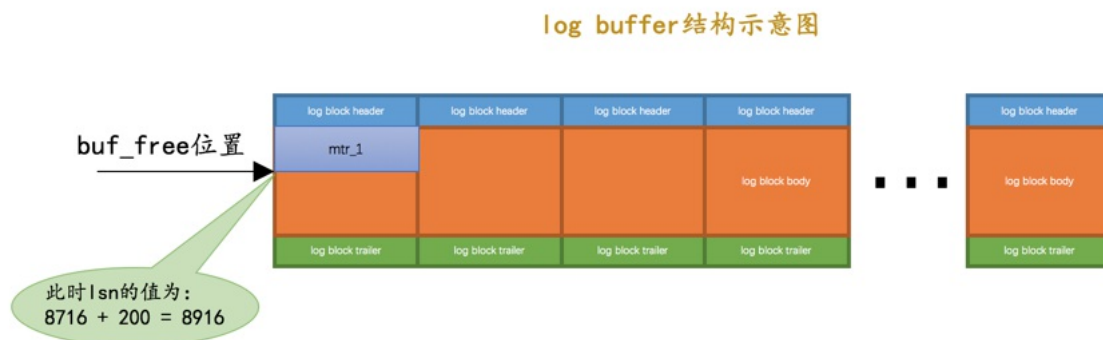 log buffer结构示意图
log block header
log block header
log block header
log block header
log block header
buf_free位置
mtr_1
log block body
log block body
log block trailer
log block trailer
log block trailer
log block trailer
log block trailer
此时lsn的值为:
8716 + 200 = 8916